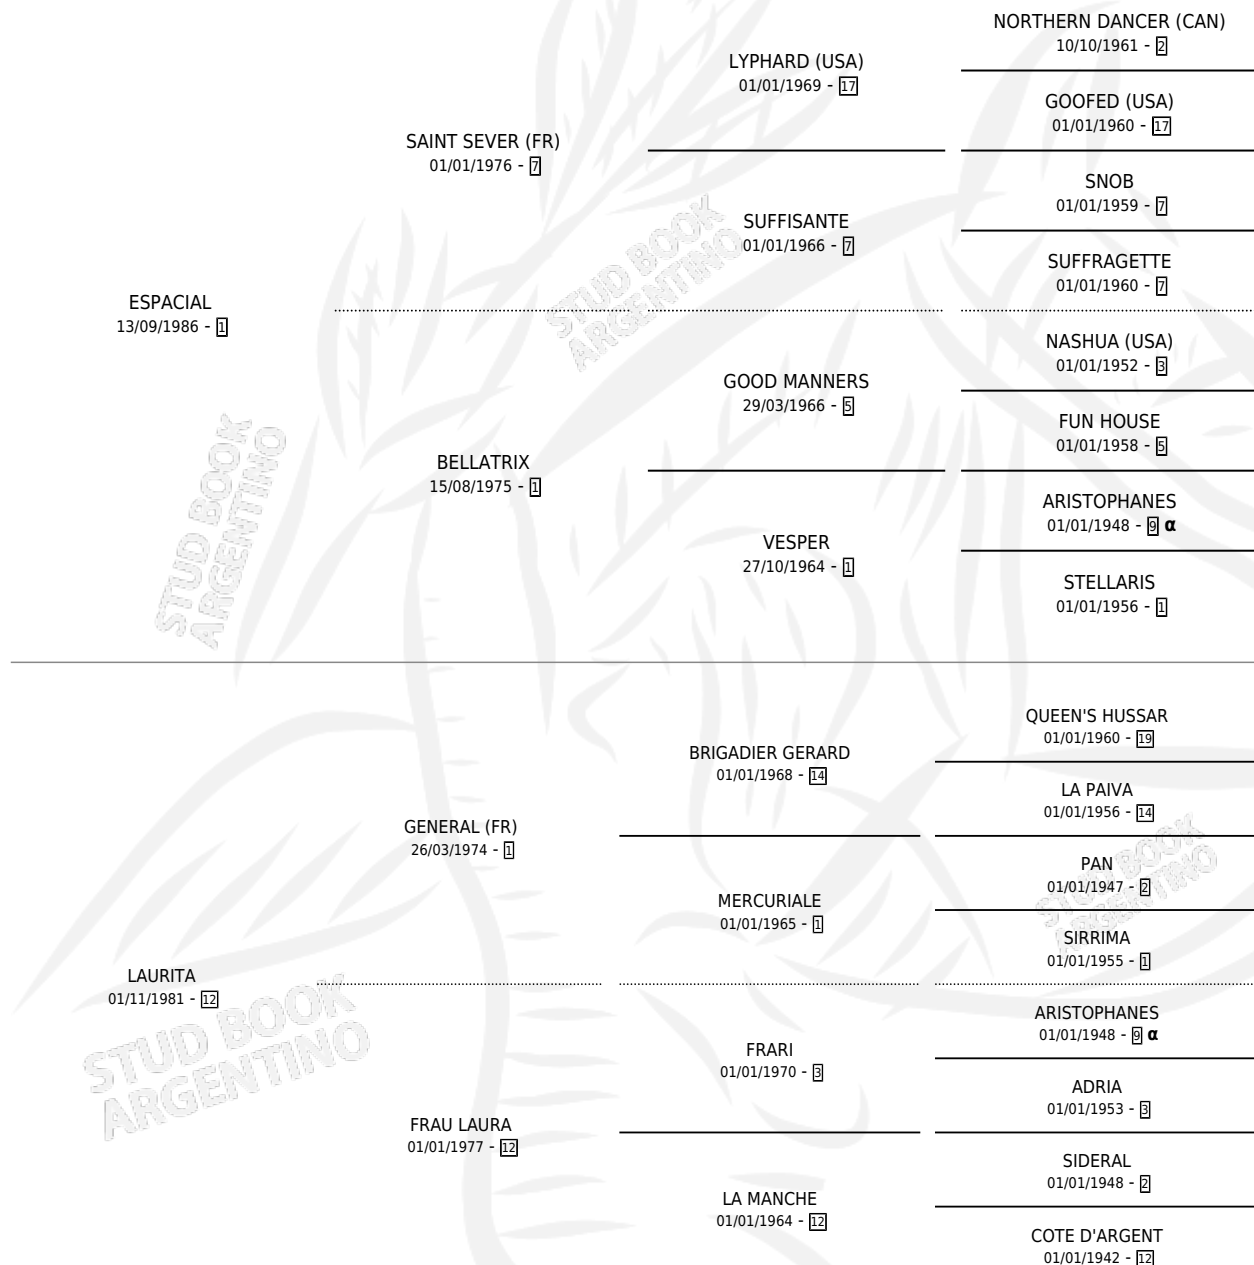 NORTHERN DANCER (CAN)
10/10/1961 - 2
LYPHARD (USA)
01/01/1969 - 17
GOOFED (USA)
01/01/1960 - 17
SAINT SEVER (FR)
01/01/1976 - 7
SNOB
01/01/1959 - 7
SUFFISANTE
01/01/1966 - 7
SUFFRAGETTE
01/01/1960 - 7
ESPACIAL
13/09/1986 - 1
NASHUA (USA)
01/01/1952 - 3
GOOD MANNERS
29/03/1966 - 5
FUN HOUSE
01/01/1958 - 5
BELLATRIX
15/08/1975 - 1
ARISTOPHANES
01/01/1948 - 9 α
VESPER
27/10/1964 - 1
STELLARIS
01/01/1956 - 1
QUEEN'S HUSSAR
01/01/1960 - 19
BRIGADIER GERARD
01/01/1968 - 14
LA PAIVA
01/01/1956 - 14
GENERAL (FR)
26/03/1974 - 1
PAN
01/01/1947 - 2
MERCURIALE
01/01/1965 - 1
SIRRIMA
01/01/1955 - 1
LAURITA
01/11/1981 - 12
ARISTOPHANES
01/01/1948 - 9 α
FRARI
01/01/1970 - 3
ADRIA
01/01/1953 - 3
FRAU LAURA
01/01/1977 - 12
SIDERAL
01/01/1948 - 2
LA MANCHE
01/01/1964 - 12
COTE D'ARGENT
01/01/1942 - 12
STUD BOOK
ARGENTINO
STUD BOOK
ARGENTINO
STUD BOOK
ARGENTINO
STUD BOOK
ARGENTINO